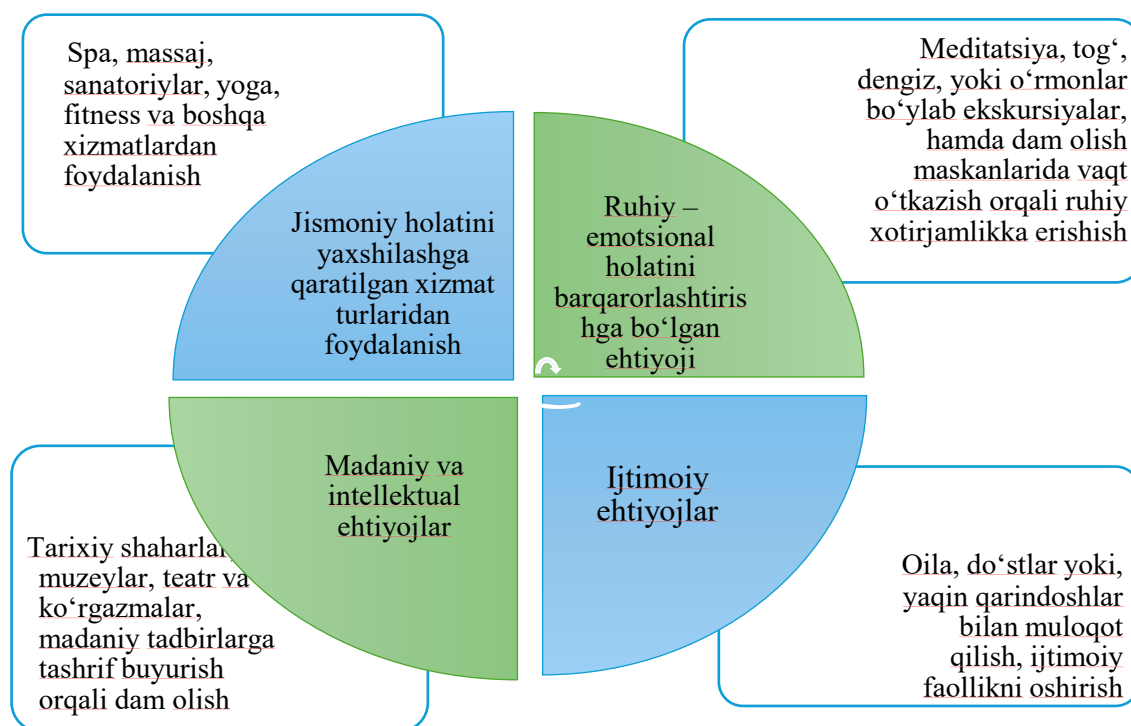 Spa, massaj,
sanatoriylar, yoga,
fitness va boshqa
xizmatlardan
foydalanish
Meditatsiya, tog‘,
dengiz, yoki o‘rmonlar
bo‘ylab ekskursiyalar,
hamda dam olish
maskanlarida vaqt
o‘tkazish orqali ruhiy
xotirjamlikka erishish
Jismoniy holatini
yaxshilashga
qaratilgan xizmat
turlaridan
foydalanish
Ruhiy –
emotsional
holatini
barqarorlashtiris
hga bo‘lgan
ehtiyoji
Madaniy va
intellektual
ehtiyojlar
Ijtimoiy
ehtiyojlar
Tarixiy shaharlar,
muzeylar, teatr va
ko‘rgazmalar,
madaniy tadbirlarga
tashrif buyurish
orqali dam olish
Oila, do‘stlar yoki,
yaqin qarindoshlar
bilan muloqot
qilish, ijtimoiy
faollikni oshirish